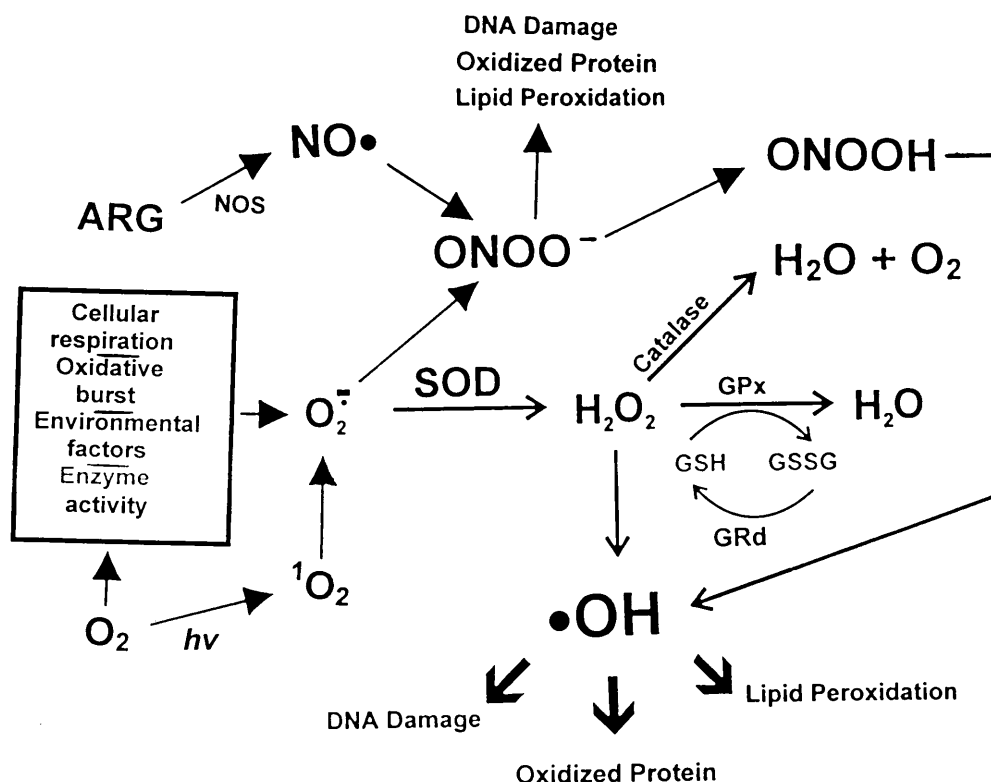 DNA Damage
Oxidized Protein
Lipid Peroxidation
NO•
ONOOH
ARG
NOS
ONOO⁻
H₂O + O₂
Cellular
respiration
Oxidative
burst
Environmental
factors
Enzyme
activity
Catalase
O₂•̄
SOD
H₂O₂
GPx
H₂O
GSH
GSSG
GRd
¹O₂
O₂
hv
•OH
DNA Damage
Lipid Peroxidation
Oxidized Protein